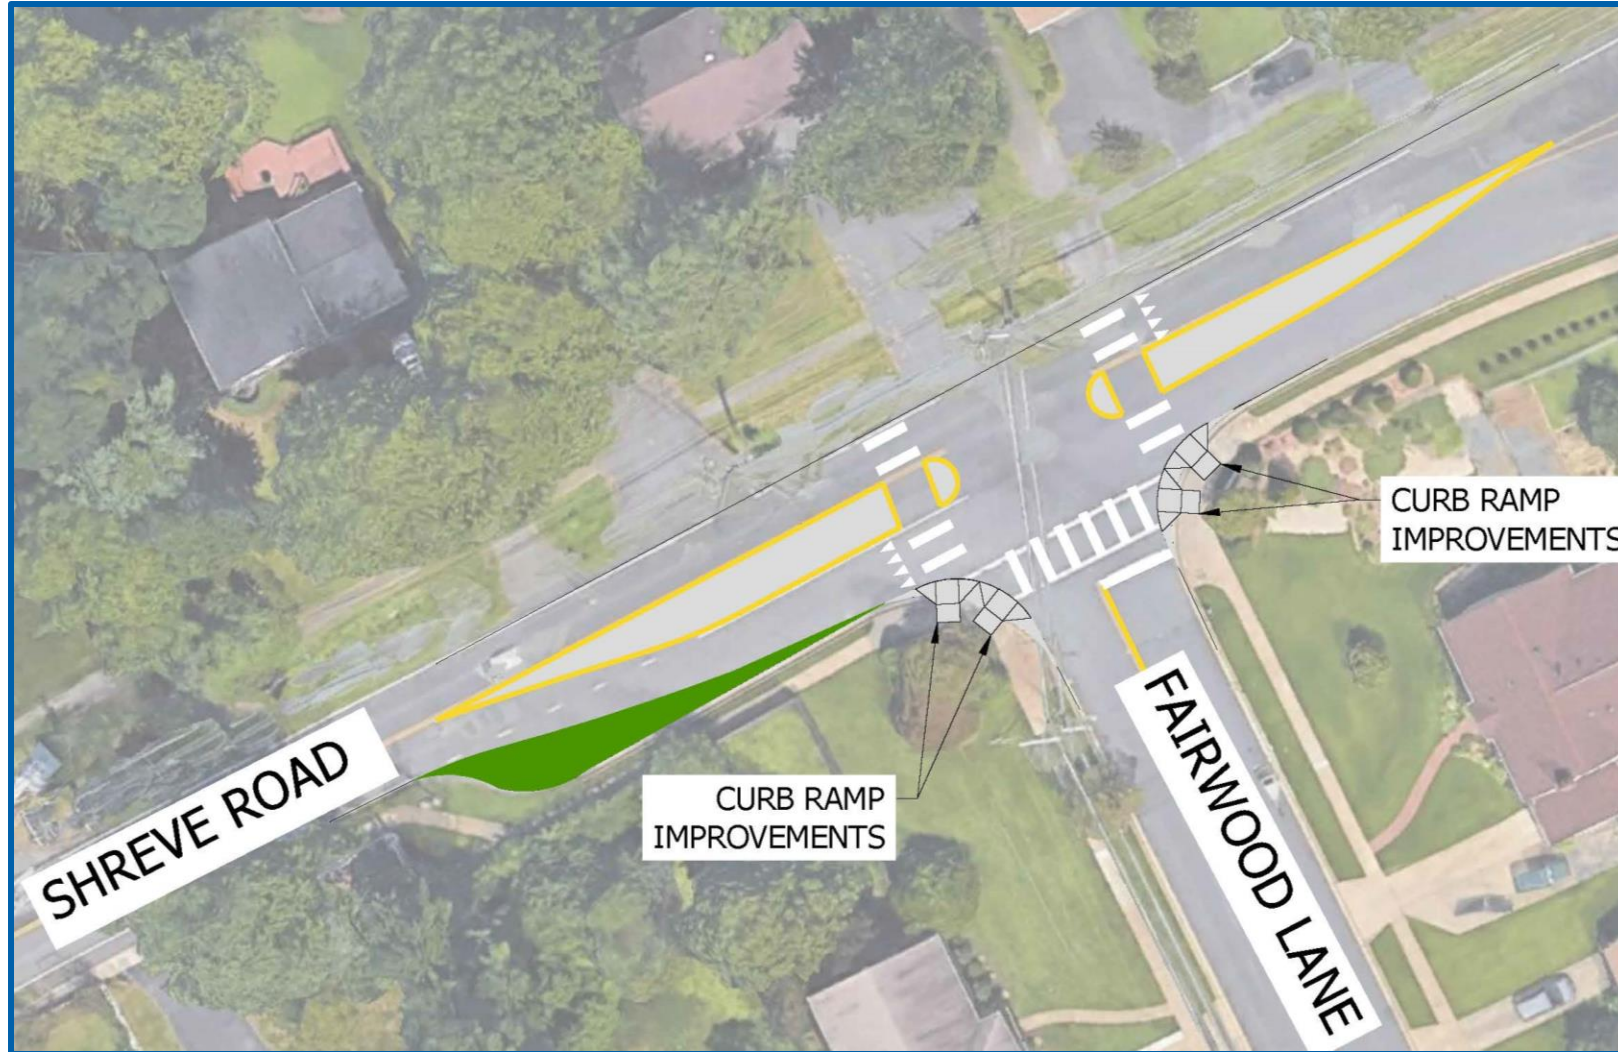 CURB RAMP
IMPROVEMENTS
SHREVE ROAD
CURB RAMP
IMPROVEMENTS
FAIRWOOD LANE